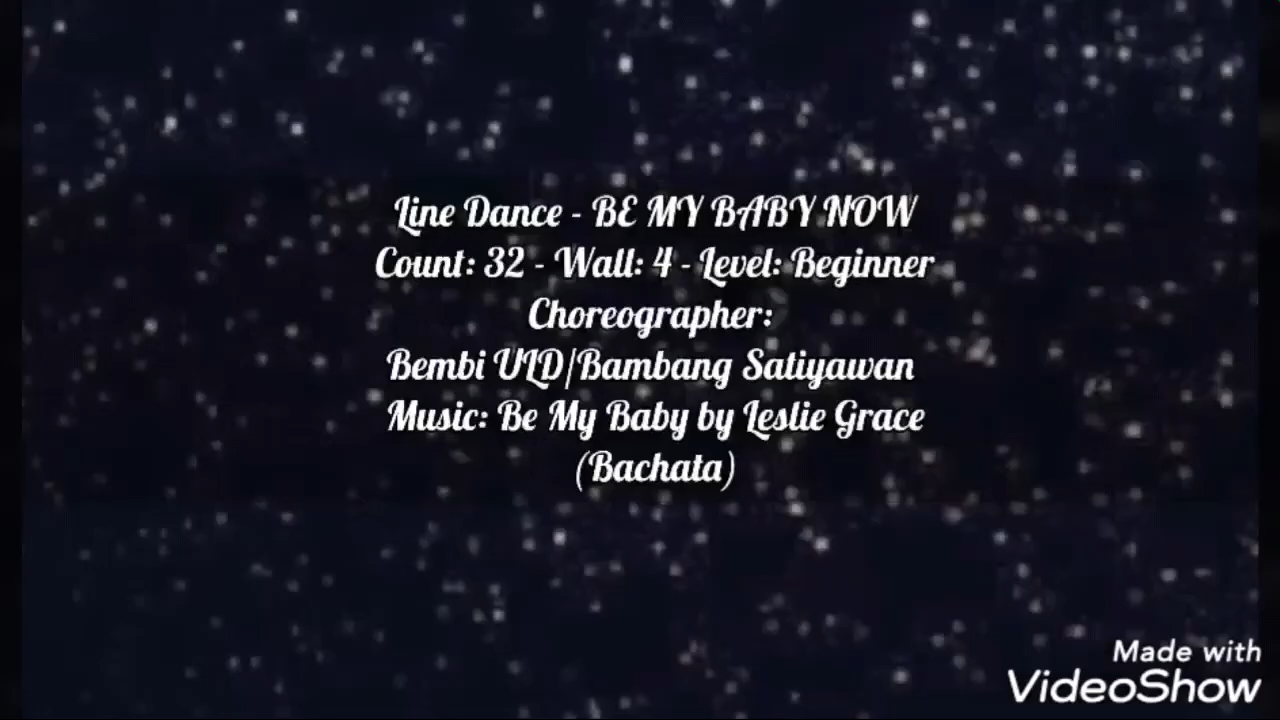 Line Dance - BE MY BABY NOW
Count: 32 - Wall: 4 - Level: Beginner
Choreographer:
Bembi ULD/Bambang Satiyawan
Music: Be My Baby by Leslie Grace
(Bachata)
Made with
VideoShow